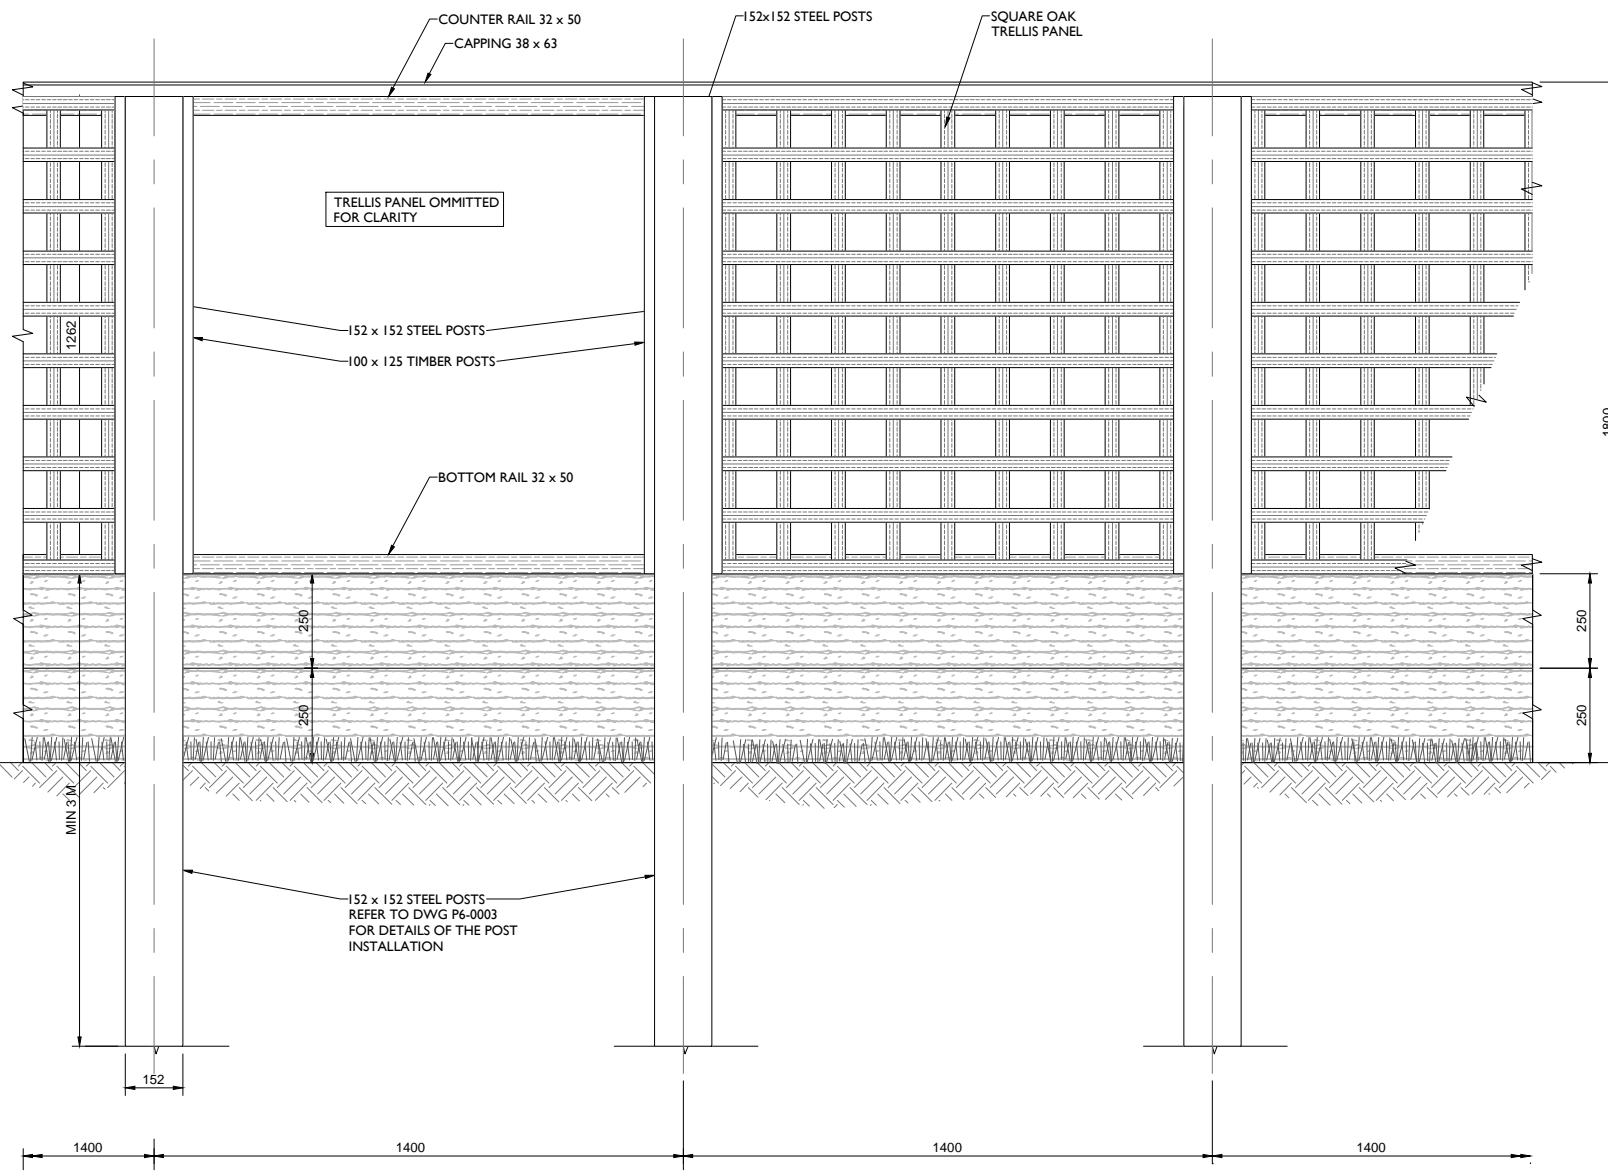 COUNTER RAIL 32 x 50
CAPPING 38 x 63
152x152 STEEL POSTS
SQUARE OAK
TRELLIS PANEL
TRELLIS PANEL OMMITTED
FOR CLARITY
1262
152 x 152 STEEL POSTS
100 x 125 TIMBER POSTS
1800
BOTTOM RAIL 32 x 50
250
250
250
250
MIN 3 M
152 x 152 STEEL POSTS
REFER TO DWG P6-0003
FOR DETAILS OF THE POST
INSTALLATION
152
1400
1400
1400
1400